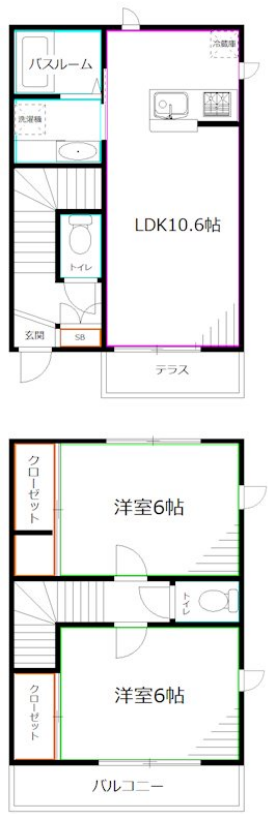 冷蔵庫
バスルーム
洗濯機
LDK10.6帖
トイレ
玄関
SB
テラス
クローゼット
洋室6帖
トイレ
クローゼット
洋室6帖
バルコニー